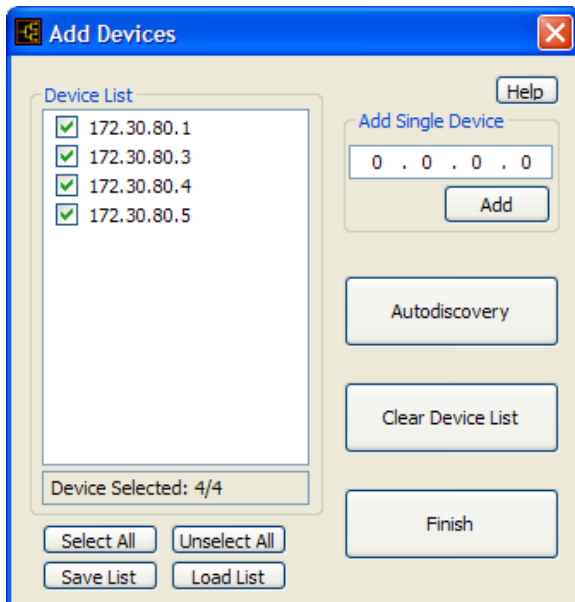 Add Devices
Help
Device List
172.30.80.1
172.30.80.3
172.30.80.4
172.30.80.5
Device Selected: 4/4
Select All Unselect All
Save List Load List
Add Single Device
0 . 0 . 0 . 0
Add
Autodiscovery
Clear Device List
Finish